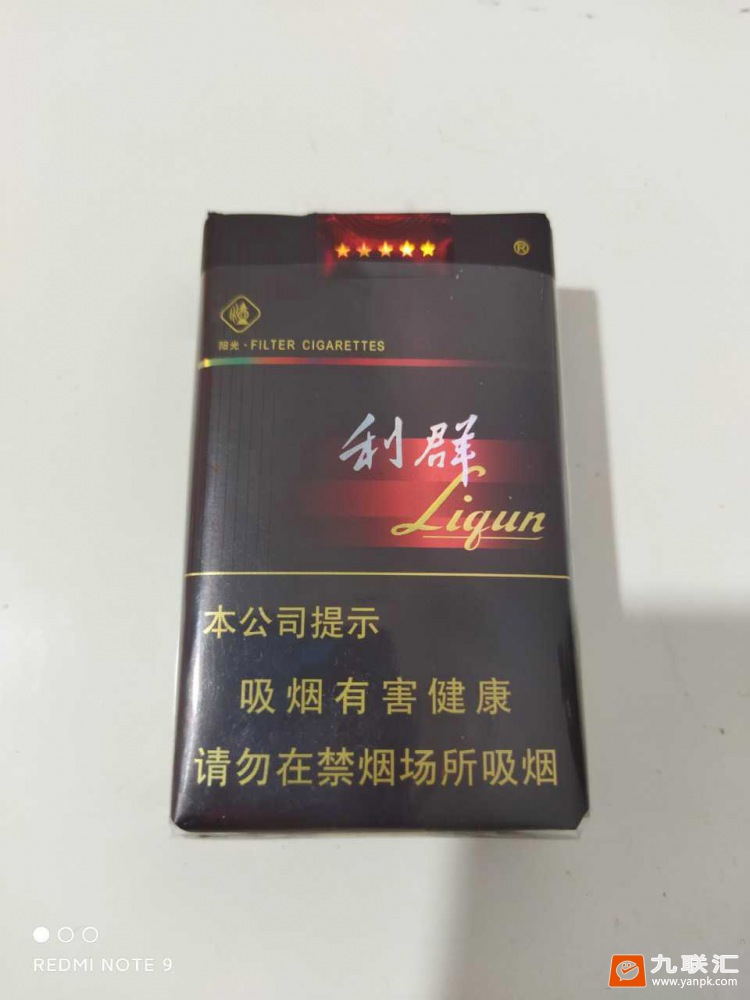 ®
阳光·FILTER CIGARETTES
利群
Liqun
本公司提示
吸烟有害健康
请勿在禁烟场所吸烟
REDMI NOTE 9
九联汇
www.yanpk.com